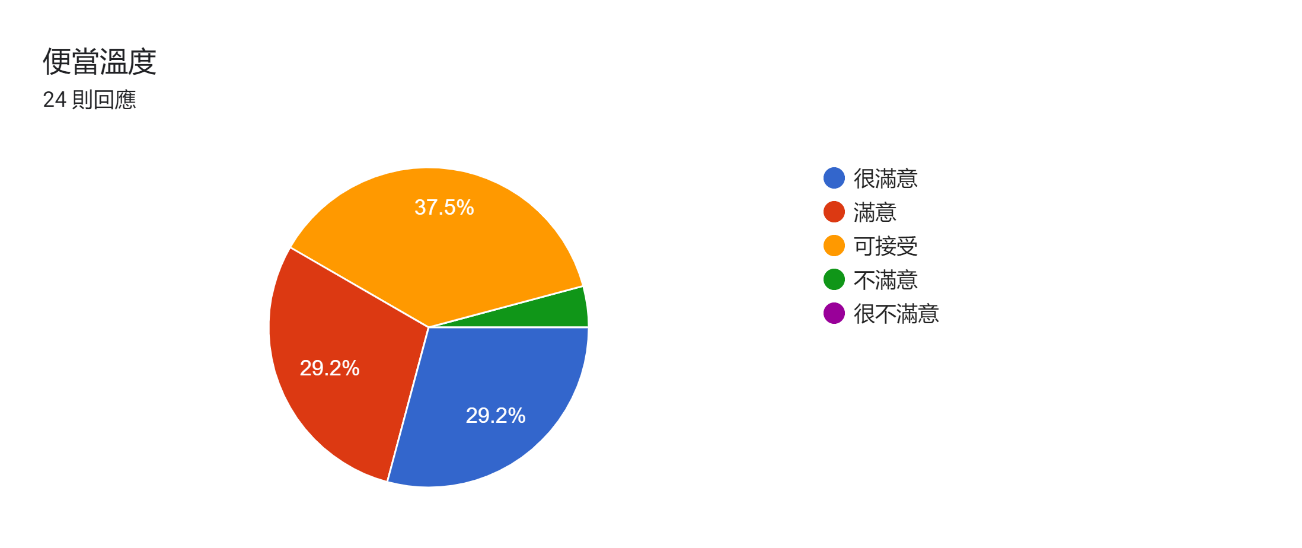 便當溫度
24 則回應
37.5%
29.2%
29.2%
很滿意
滿意
可接受
不滿意
很不滿意